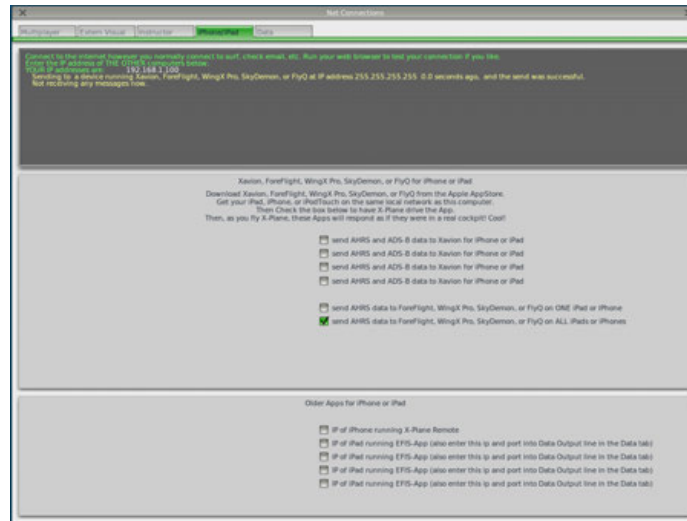 Net Connections
Multiplayer Extern Visual Instructor iPhone/iPad Data
Connect to the internet however you normally connect to surf, check email, etc. Run your web browser to test your connection if you like.
Enter the IP address of THE OTHER computers below:
YOUR IP addresses are: 192.168.1.100
Sending to a device running Xavion, ForeFlight, WingX Pro, SkyDemon, or FlyQ at IP address 255.255.255.255 0.0 seconds ago, and the send was successful.
Not receiving any messages now.
Xavion, ForeFlight, WingX Pro, SkyDemon, or FlyQ for iPhone or iPad
Download Xavion, ForeFlight, WingX Pro, SkyDemon, or FlyQ from the Apple AppStore.
Get your iPad, iPhone, or iPodTouch on the same local network as this computer.
Then Check the box below to have X-Plane drive the App.
Then, as you fly X-Plane, these Apps will respond as if they were in a real cockpit! Cool!
send AHRS and ADS-B data to Xavion for iPhone or iPad
send AHRS and ADS-B data to Xavion for iPhone or iPad
send AHRS and ADS-B data to Xavion for iPhone or iPad
send AHRS and ADS-B data to Xavion for iPhone or iPad
send AHRS data to ForeFlight, WingX Pro, SkyDemon, or FlyQ on ONE iPad or iPhone
send AHRS data to ForeFlight, WingX Pro, SkyDemon, or FlyQ on ALL iPads or iPhones
Older Apps for iPhone or iPad
IP of iPhone running X-Plane Remote
IP of iPad running EFIS-App (also enter this ip and port into Data Output line in the Data tab)
IP of iPad running EFIS-App (also enter this ip and port into Data Output line in the Data tab)
IP of iPad running EFIS-App (also enter this ip and port into Data Output line in the Data tab)
IP of iPad running EFIS-App (also enter this ip and port into Data Output line in the Data tab)